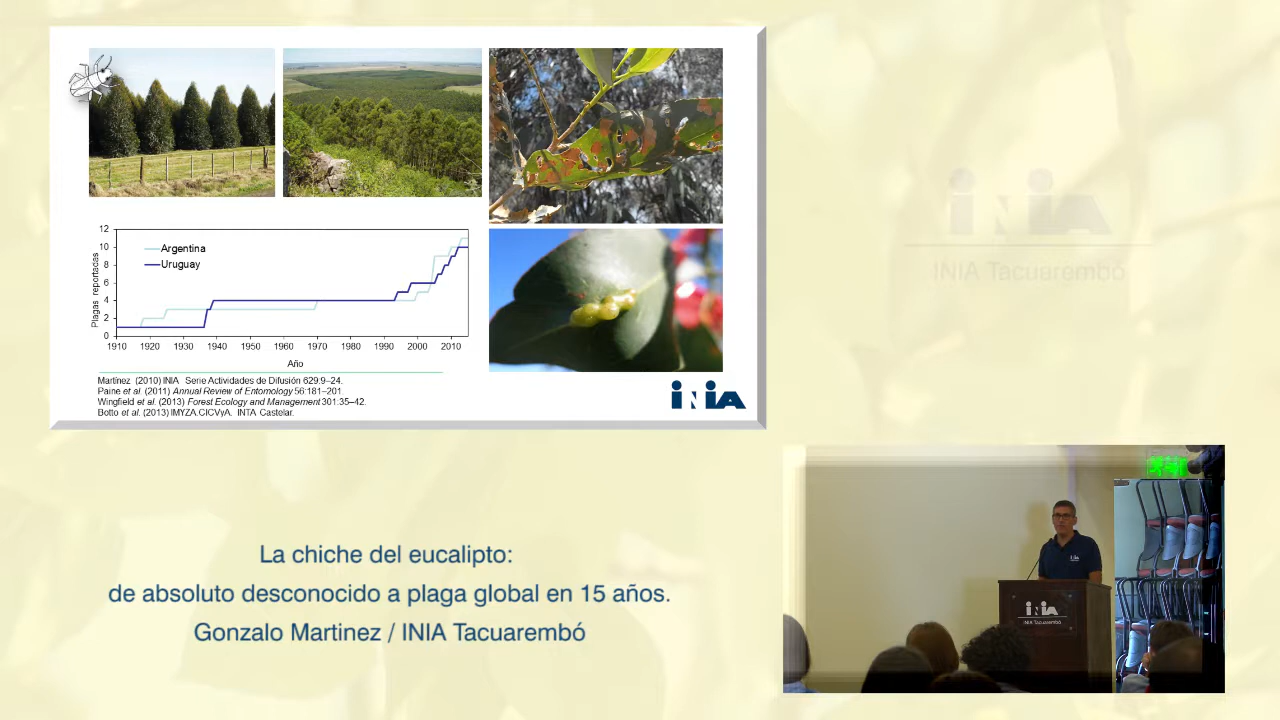 12
10
8
6
4
2
0
Plagas reportadas
Argentina
Uruguay
1910 1920 1930 1940 1950 1960 1970 1980 1990 2000 2010
Año
Martínez (2010) INIA Serie Actividades de Difusión 629:9–24.
Paine et al. (2011) Annual Review of Entomology 56:181–201.
Wingfield et al. (2013) Forest Ecology and Management 301:35–42.
Botto et al. (2013) IMYZA.CICVyA. INTA Castelar.
INIA
INIA
INIA Tacuarembó
La chiche del eucalipto:
de absoluto desconocido a plaga global en 15 años.
Gonzalo Martinez / INIA Tacuarembó
INIA
INIA Tacuarembó